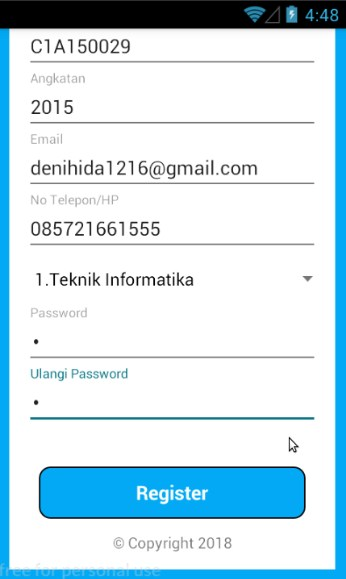 4:48
C1A150029
Angkatan
2015
Email
denihida1216@gmail.com
No Telepon/HP
085721661555
1.Teknik Informatika
Password
•
Ulangi Password
•
Register
© Copyright 2018
free for personal use